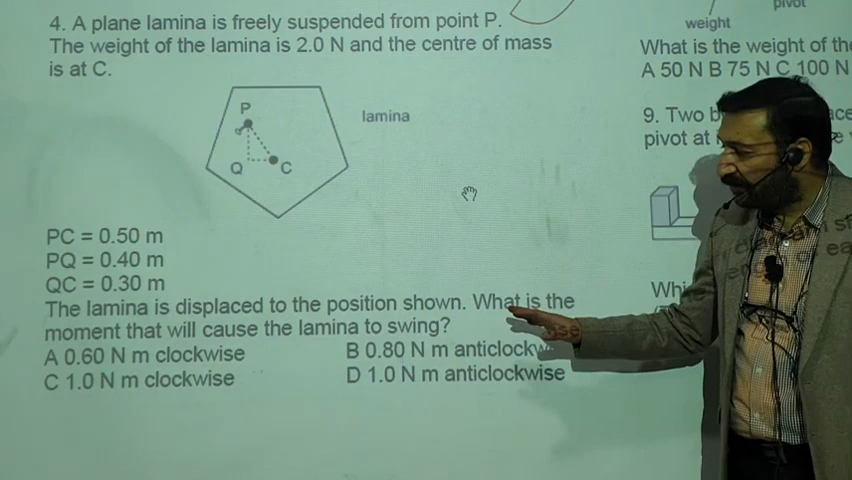 4. A plane lamina is freely suspended from point P.
The weight of the lamina is 2.0 N and the centre of mass
is at C.
P
lamina
Q
C
PC = 0.50 m
PQ = 0.40 m
QC = 0.30 m
The lamina is displaced to the position shown. What is the
moment that will cause the lamina to swing?
A 0.60 N m clockwise
B 0.80 N m anticlockw
C 1.0 N m clockwise
D 1.0 N m anticlockwise
pivot
weight
What is the weight of the
A 50 N B 75 N C 100 N
9. Two b
pivot at
Whi